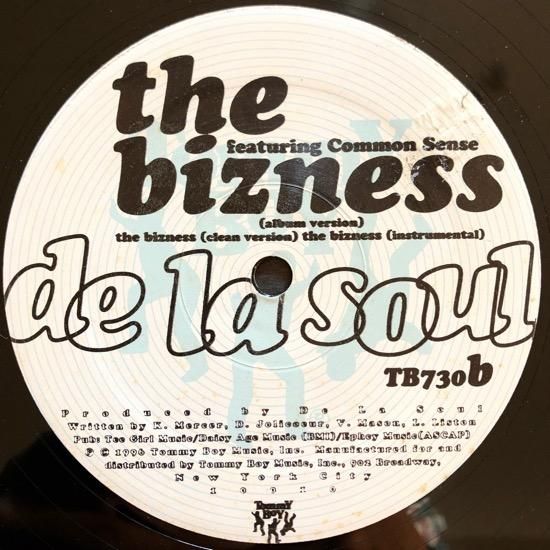 the
featuring Common Sense
bizness
(album version)
the bizness (clean version) the bizness (instrumental)
de la soul
TB730b
Produced by De La Soul
Written by K. Mercer, D. Jolicoeur, V. Mason, L. Liston
Pub: Tee Girl Music/Daisy Age Music (BMI)/Ephcy Music(ASCAP)
℗ © 1996 Tommy Boy Music, Inc. Manufactured for and
distributed by Tommy Boy Music, Inc., 902 Broadway,
New York City
10010
Tommy
Boy